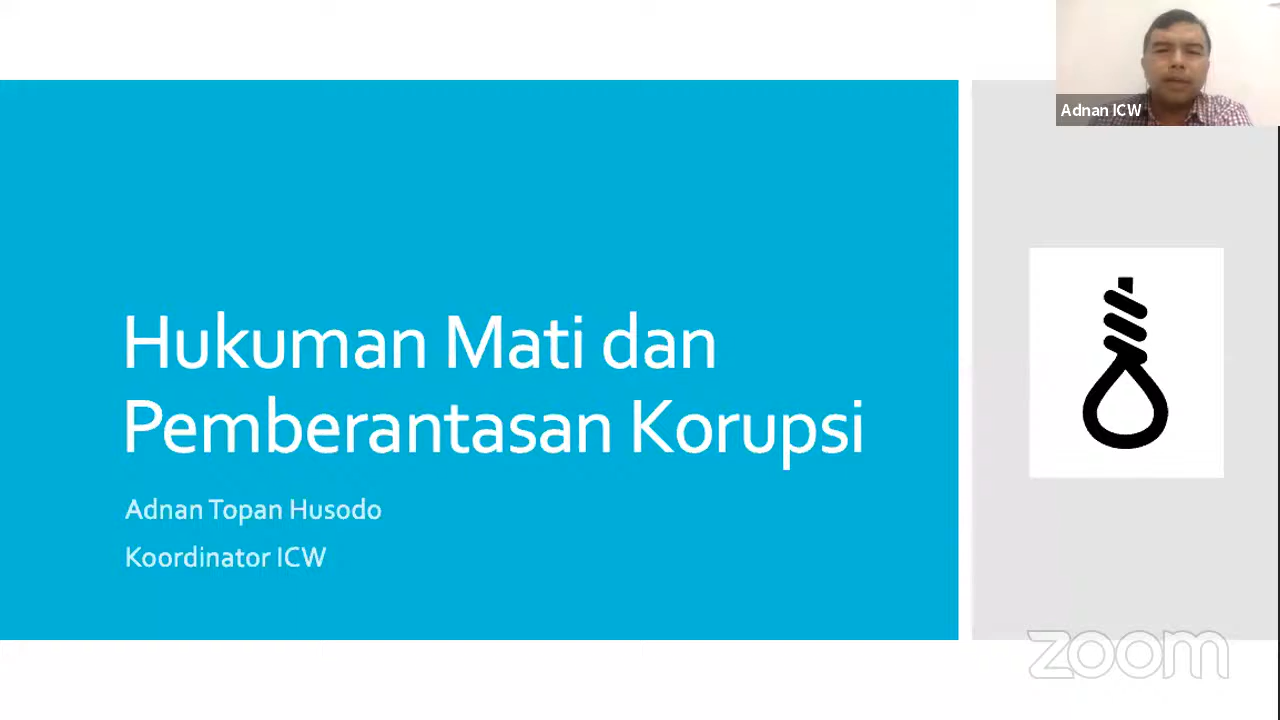 Adnan ICW
Hukuman Mati dan
Pemberantasan Korupsi
Adnan Topan Husodo
Koordinator ICW
zoom